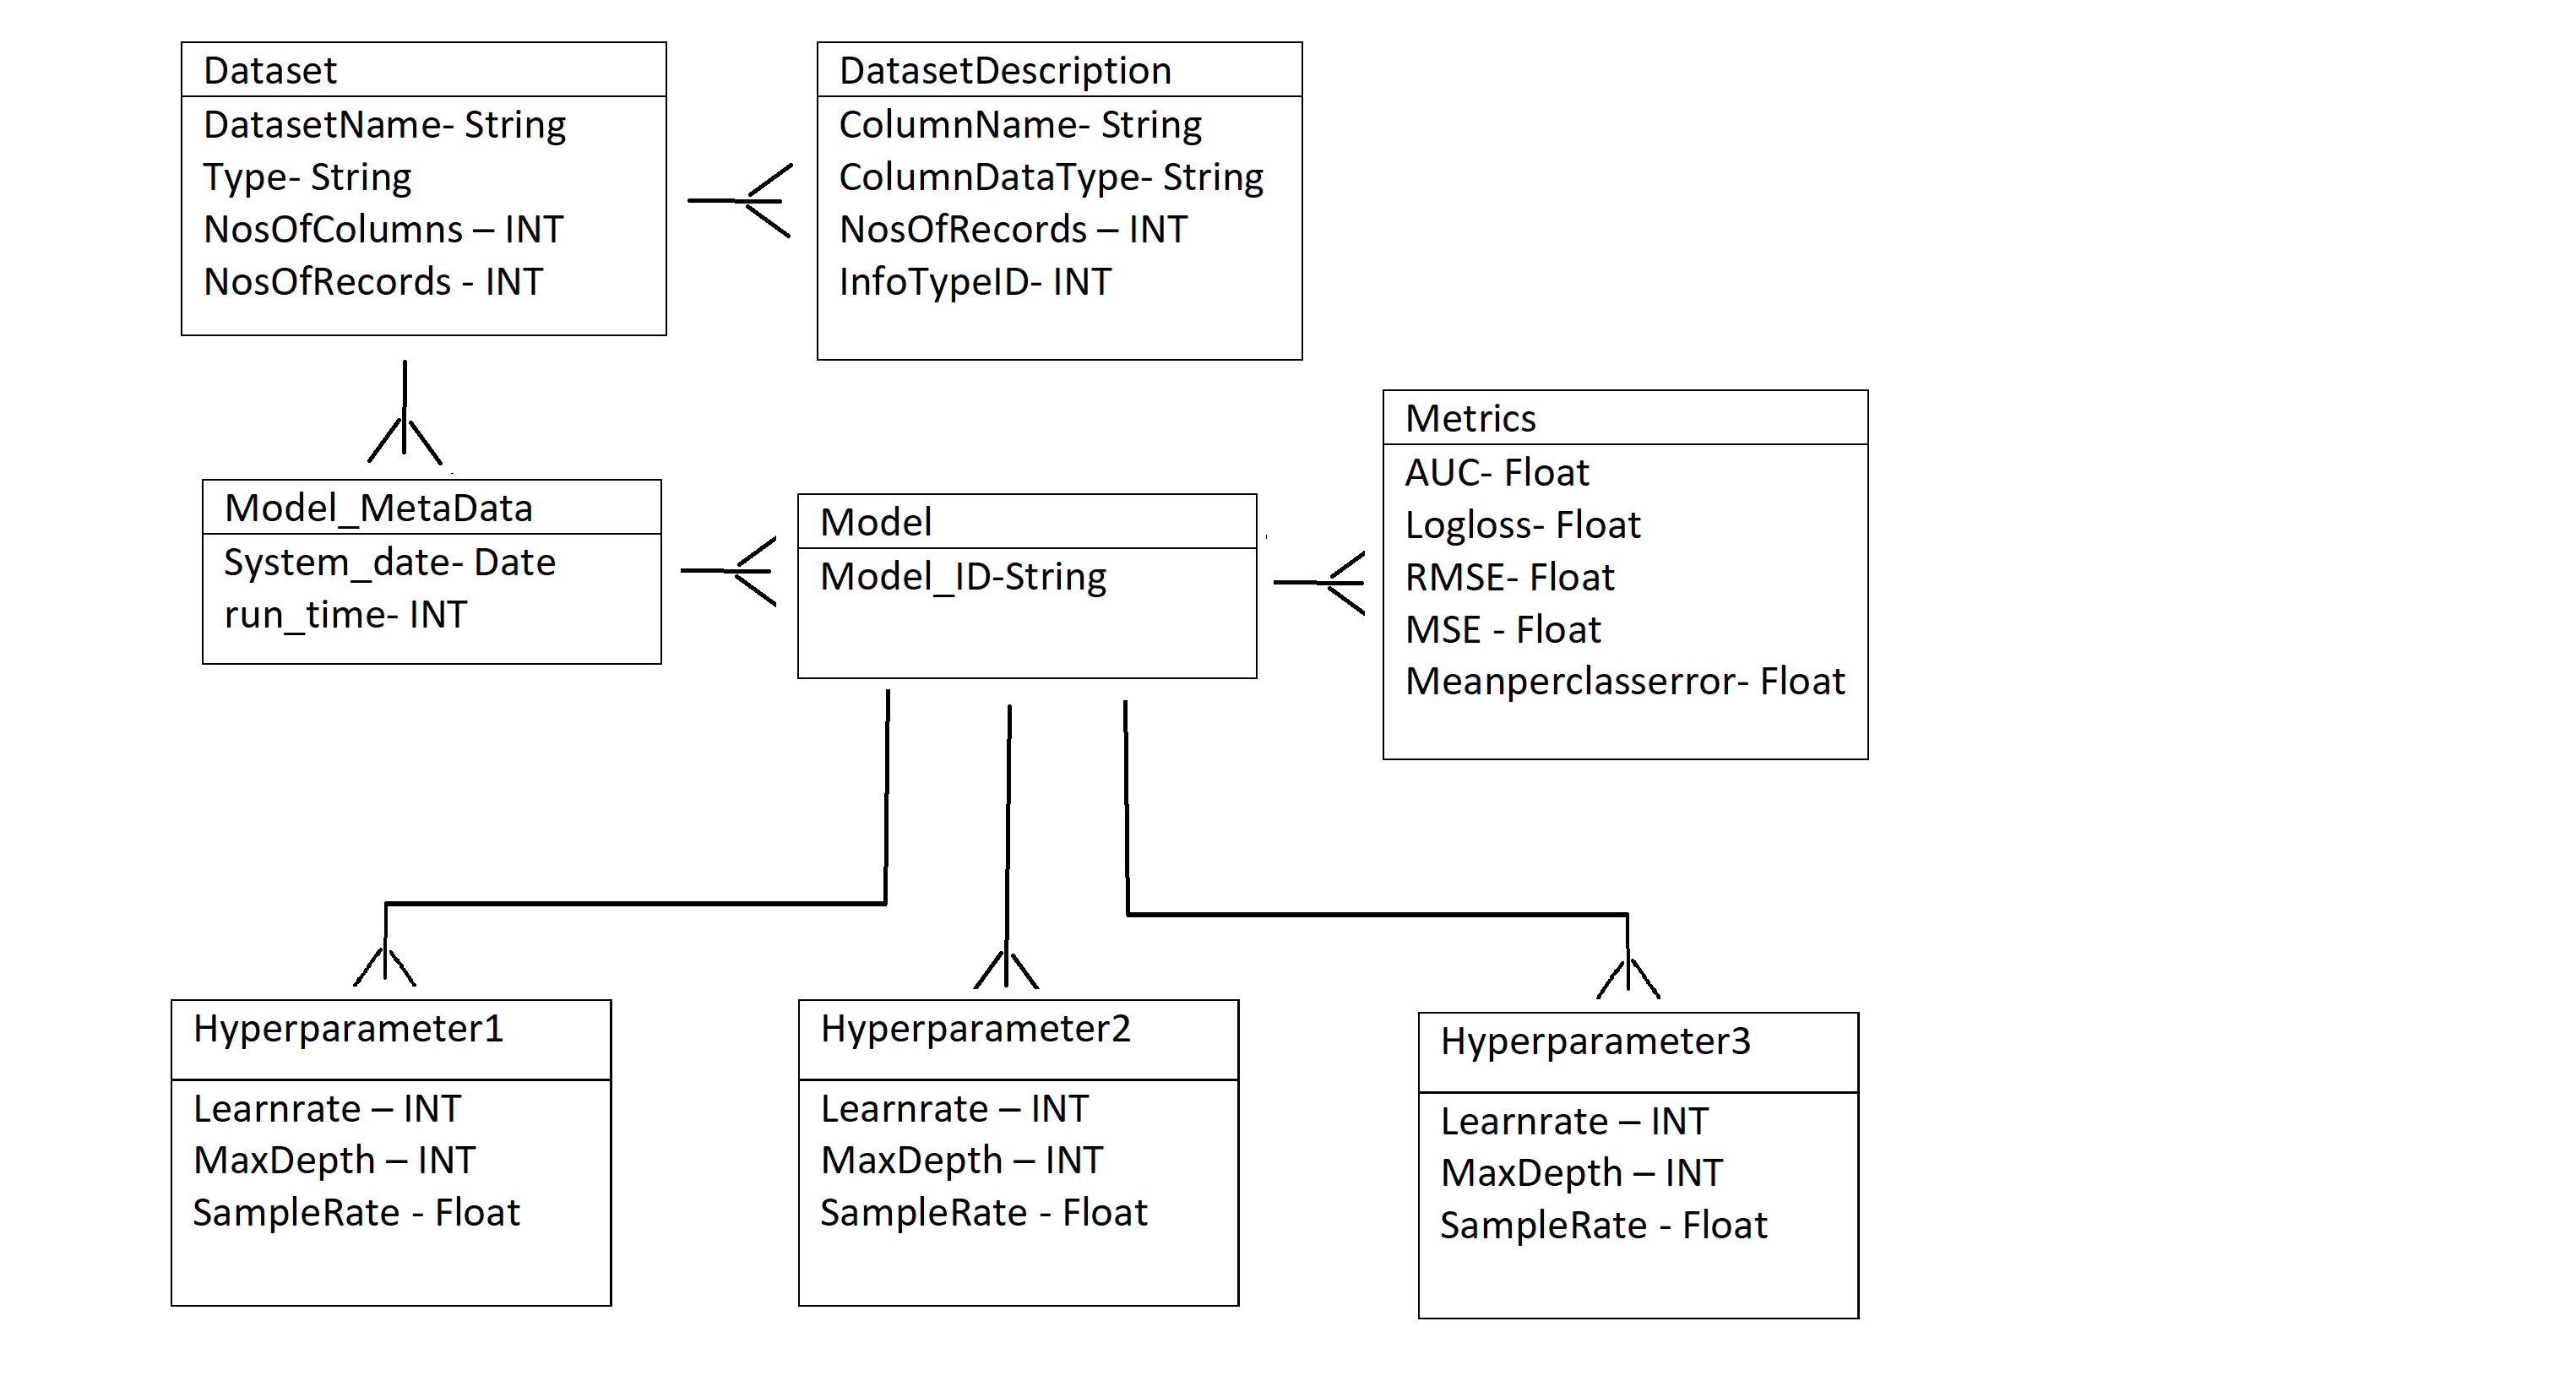 Dataset
DatasetName- String
Type- String
NosOfColumns – INT
NosOfRecords - INT
DatasetDescription
ColumnName- String
ColumnDataType- String
NosOfRecords – INT
InfoTypeID- INT
Model_MetaData
System_date- Date
run_time- INT
Model
Model_ID-String
Metrics
AUC- Float
Logloss- Float
RMSE- Float
MSE - Float
Meanperclasserror- Float
Hyperparameter1
Learnrate – INT
MaxDepth – INT
SampleRate - Float
Hyperparameter2
Learnrate – INT
MaxDepth – INT
SampleRate - Float
Hyperparameter3
Learnrate – INT
MaxDepth – INT
SampleRate - Float